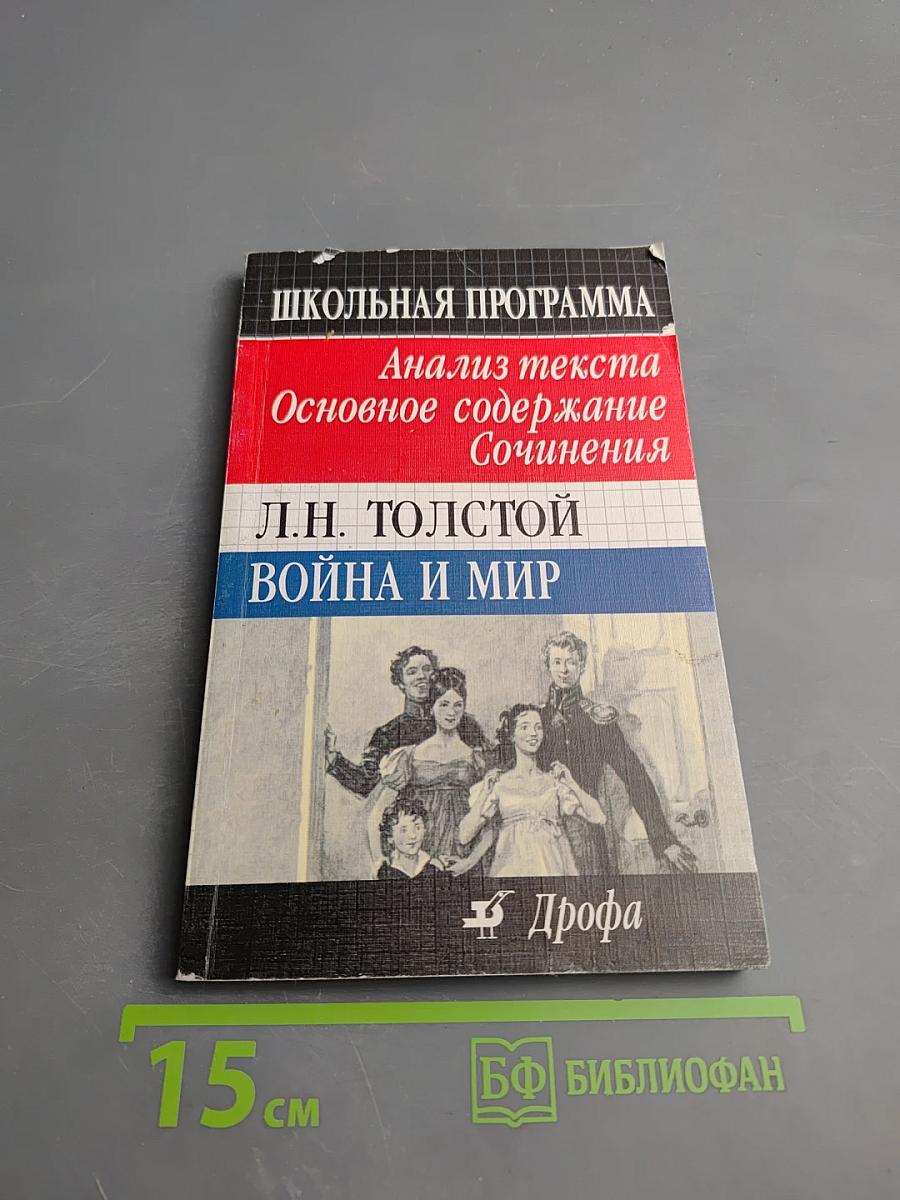 ШКОЛЬНАЯ ПРОГРАММА
Анализ текста
Основное содержание
Сочинения
Л.Н. ТОЛСТОЙ
ВОЙНА И МИР
Дрофа
15 см
БФ БИБЛИОФАН